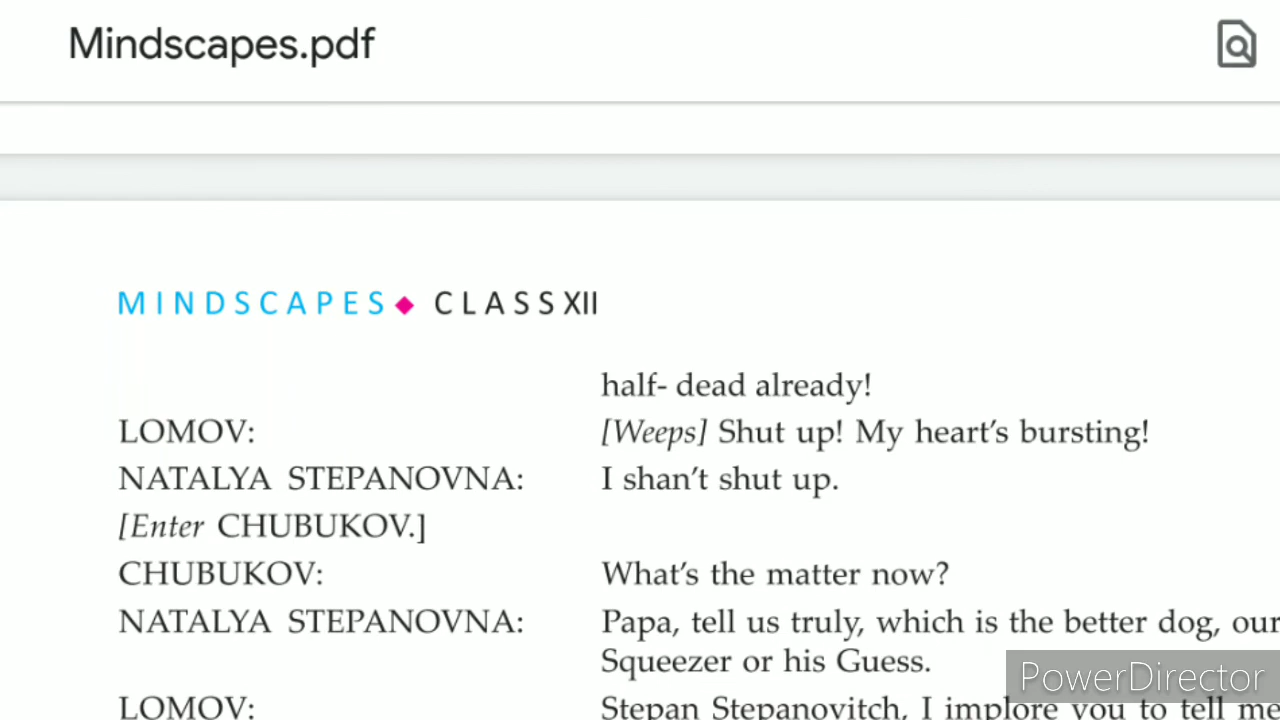 Mindscapes.pdf
MINDSCAPES◆ CLASS XII
half- dead already!
LOMOV: [Weeps] Shut up! My heart's bursting!
NATALYA STEPANOVNA: I shan't shut up.
[Enter CHUBUKOV.]
CHUBUKOV: What's the matter now?
NATALYA STEPANOVNA: Papa, tell us truly, which is the better dog, our
Squeezer or his Guess.
LOMOV: Stepan Stepanovitch, I implore you to tell me
PowerDirector